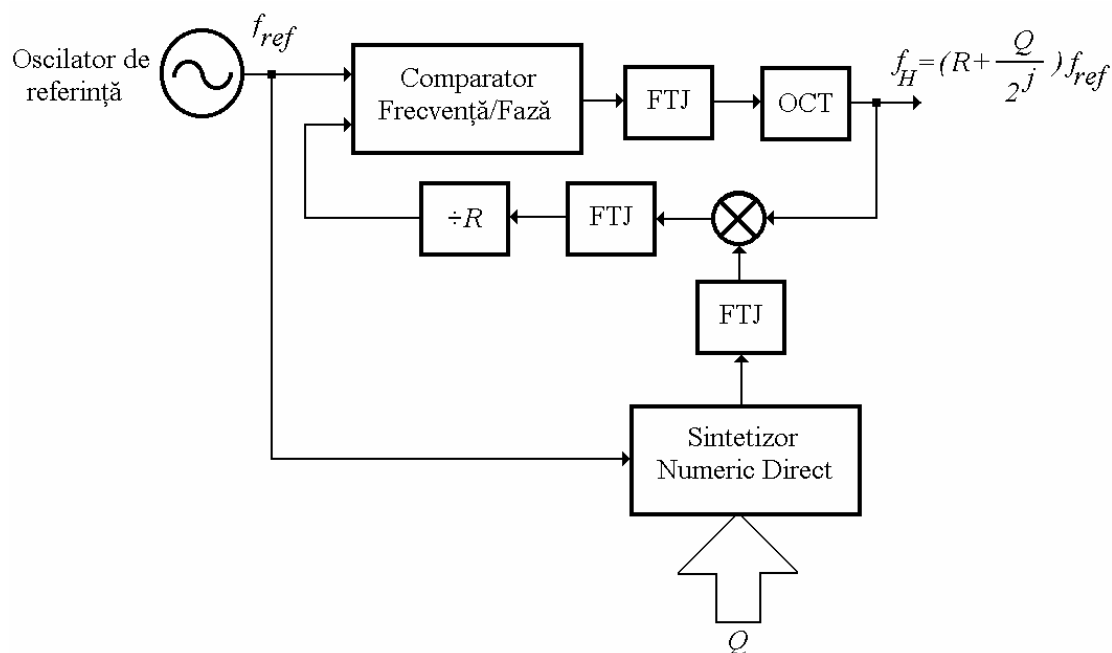 Oscilator de
referință
f_ref
Comparator
Frecvență/Fază
FTJ
OCT
f_H=(R+Q/2^j)f_ref
÷R
FTJ
FTJ
Sintetizor
Numeric Direct
Q